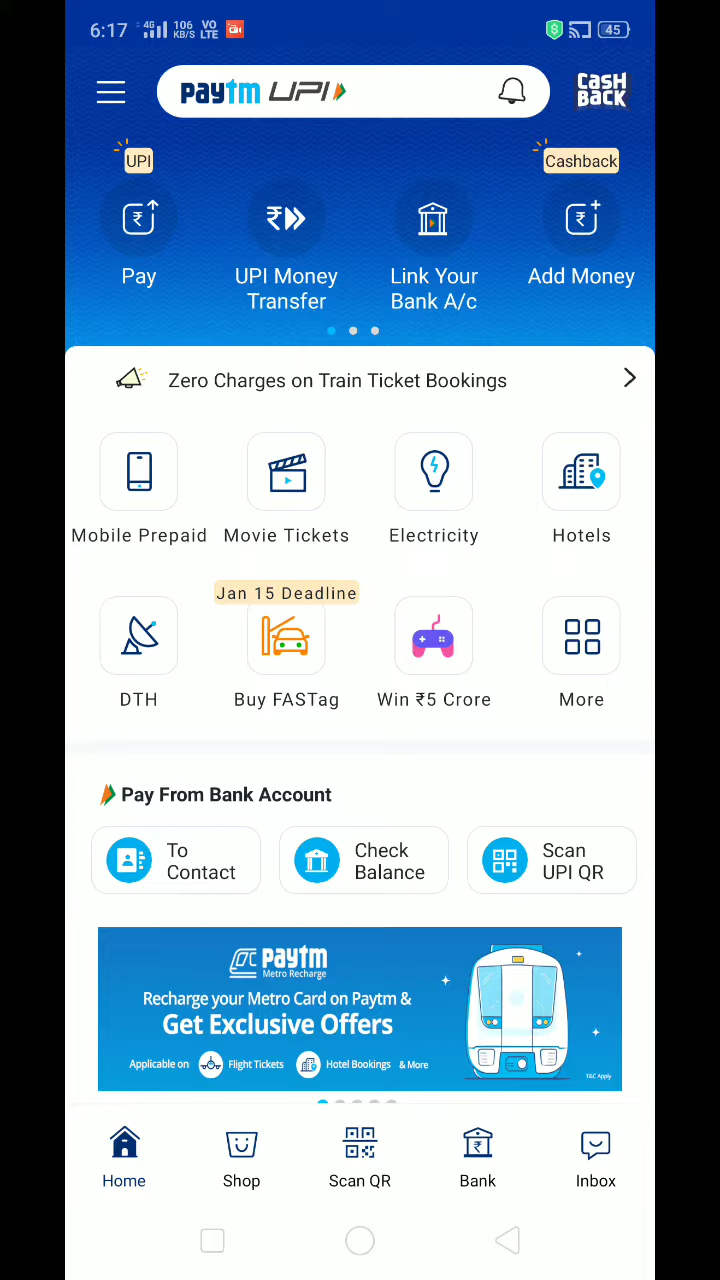 6:17 4G 106 KB/S VO LTE 45
paytm UPI CASH BACK
UPI Cashback
Pay UPI Money Transfer Link Your Bank A/c Add Money
Zero Charges on Train Ticket Bookings
Mobile Prepaid Movie Tickets Electricity Hotels
Jan 15 Deadline
DTH Buy FASTag Win ₹5 Crore More
Pay From Bank Account
To Contact Check Balance Scan UPI QR
paytm
Metro Recharge
Recharge your Metro Card on Paytm &
Get Exclusive Offers
Applicable on Flight Tickets Hotel Bookings & More
T&C Apply
Home Shop Scan QR Bank Inbox